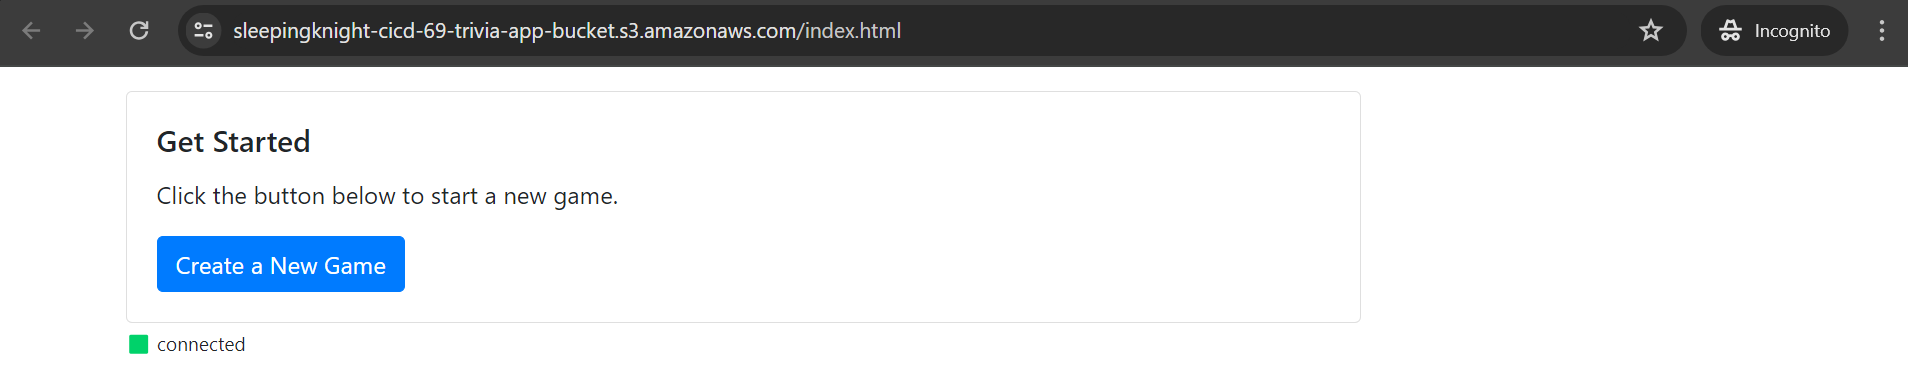 sleepingknight-cicd-69-trivia-app-bucket.s3.amazonaws.com/index.html
Incognito
Get Started
Click the button below to start a new game.
Create a New Game
connected